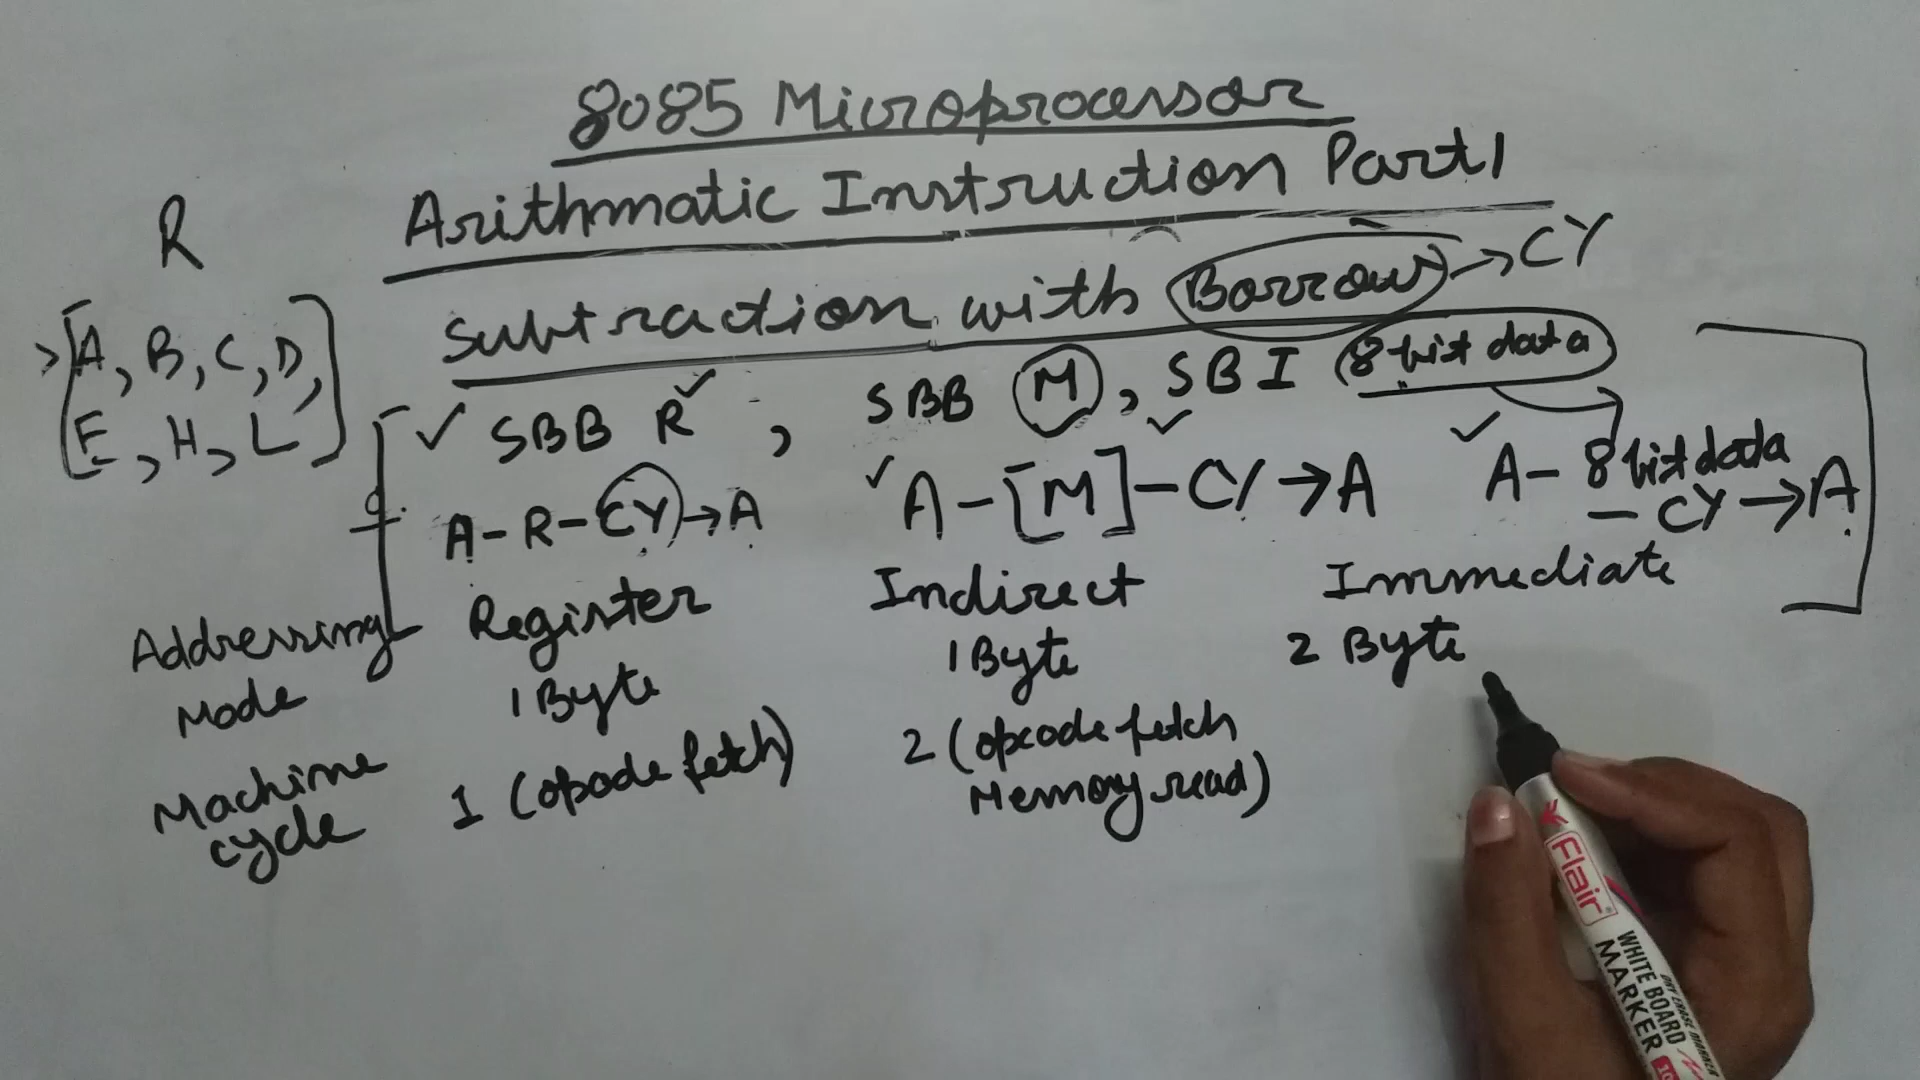 8085 Microprocessor
Arithmatic Instruction Part 1
R
Subtraction with Borrow → CY
A, B, C, D,
E, H, L
SBB R, SBB M, SBI 8 bit data
A - R - CY → A
A - [M] - CY → A
A - 8 bit data
- CY → A
Addressing
Mode
Register
Indirect
Immediate
1 Byte
1 Byte
2 Byte
Machine
cycle
1 (opcode fetch)
2 (opcode fetch
Memory read)
Flair
WHITE BOARD
MARKER